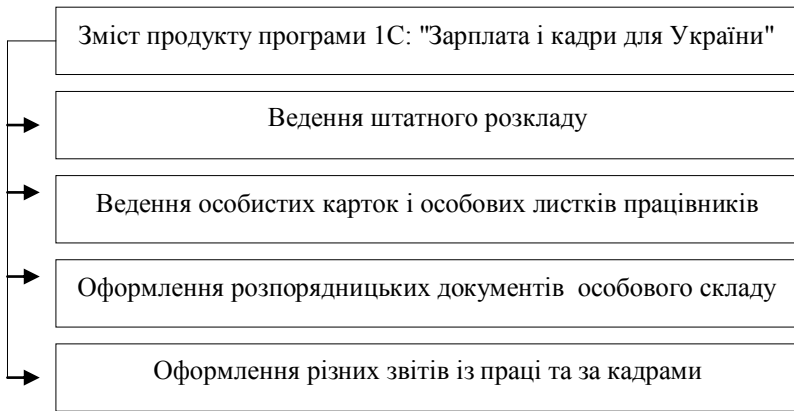 Зміст продукту програми 1С: "Зарплата і кадри для України"
Ведення штатного розкладу
Ведення особистих карток і особових листків працівників
Оформлення розпорядницьких документів особового складу
Оформлення різних звітів із праці та за кадрами